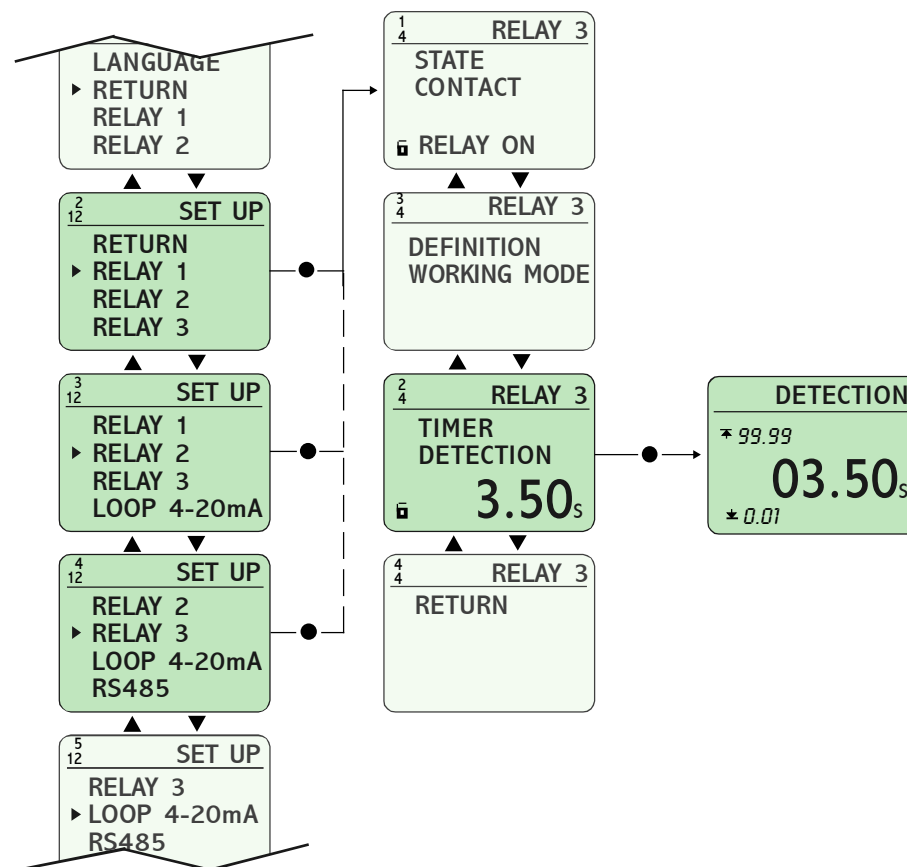 LANGUAGE
RETURN
RELAY 1
RELAY 2
2
12
SET UP
RETURN
RELAY 1
RELAY 2
RELAY 3
3
12
SET UP
RELAY 1
RELAY 2
RELAY 3
LOOP 4-20mA
4
12
SET UP
RELAY 2
RELAY 3
LOOP 4-20mA
RS485
5
12
SET UP
RELAY 3
LOOP 4-20mA
RS485
1
4
RELAY 3
STATE
CONTACT
RELAY ON
3
4
RELAY 3
DEFINITION
WORKING MODE
2
4
RELAY 3
TIMER
DETECTION
3.50s
4
4
RELAY 3
RETURN
DETECTION
99.99
03.50s
0.01